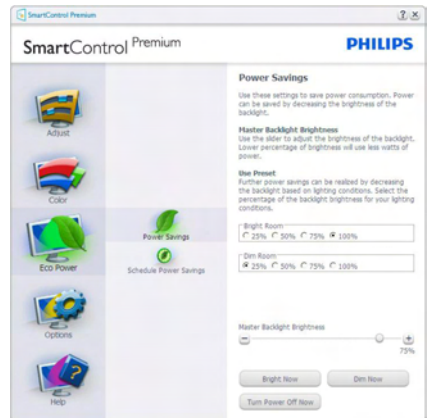 SmartControl Premium
SmartControl Premium
PHILIPS
Adjust
Color
Eco Power
Options
Help
Power Savings
Schedule Power Savings
Power Savings
Use these settings to save power consumption. Power
can be saved by decreasing the brightness of the
backlight.
Master Backlight Brightness
Use the slider to adjust the brightness of the backlight.
Lower percentage of brightness will use less watts of
power.
Use Preset
Further power savings can be realized by decreasing
the backlight based on lighting conditions. Select the
percentage of the backlight brightness for your lighting
conditions.
Bright Room
25% 50% 75% 100%
Dim Room
25% 50% 75% 100%
Master Backlight Brightness
75%
Bright Now
Dim Now
Turn Power Off Now